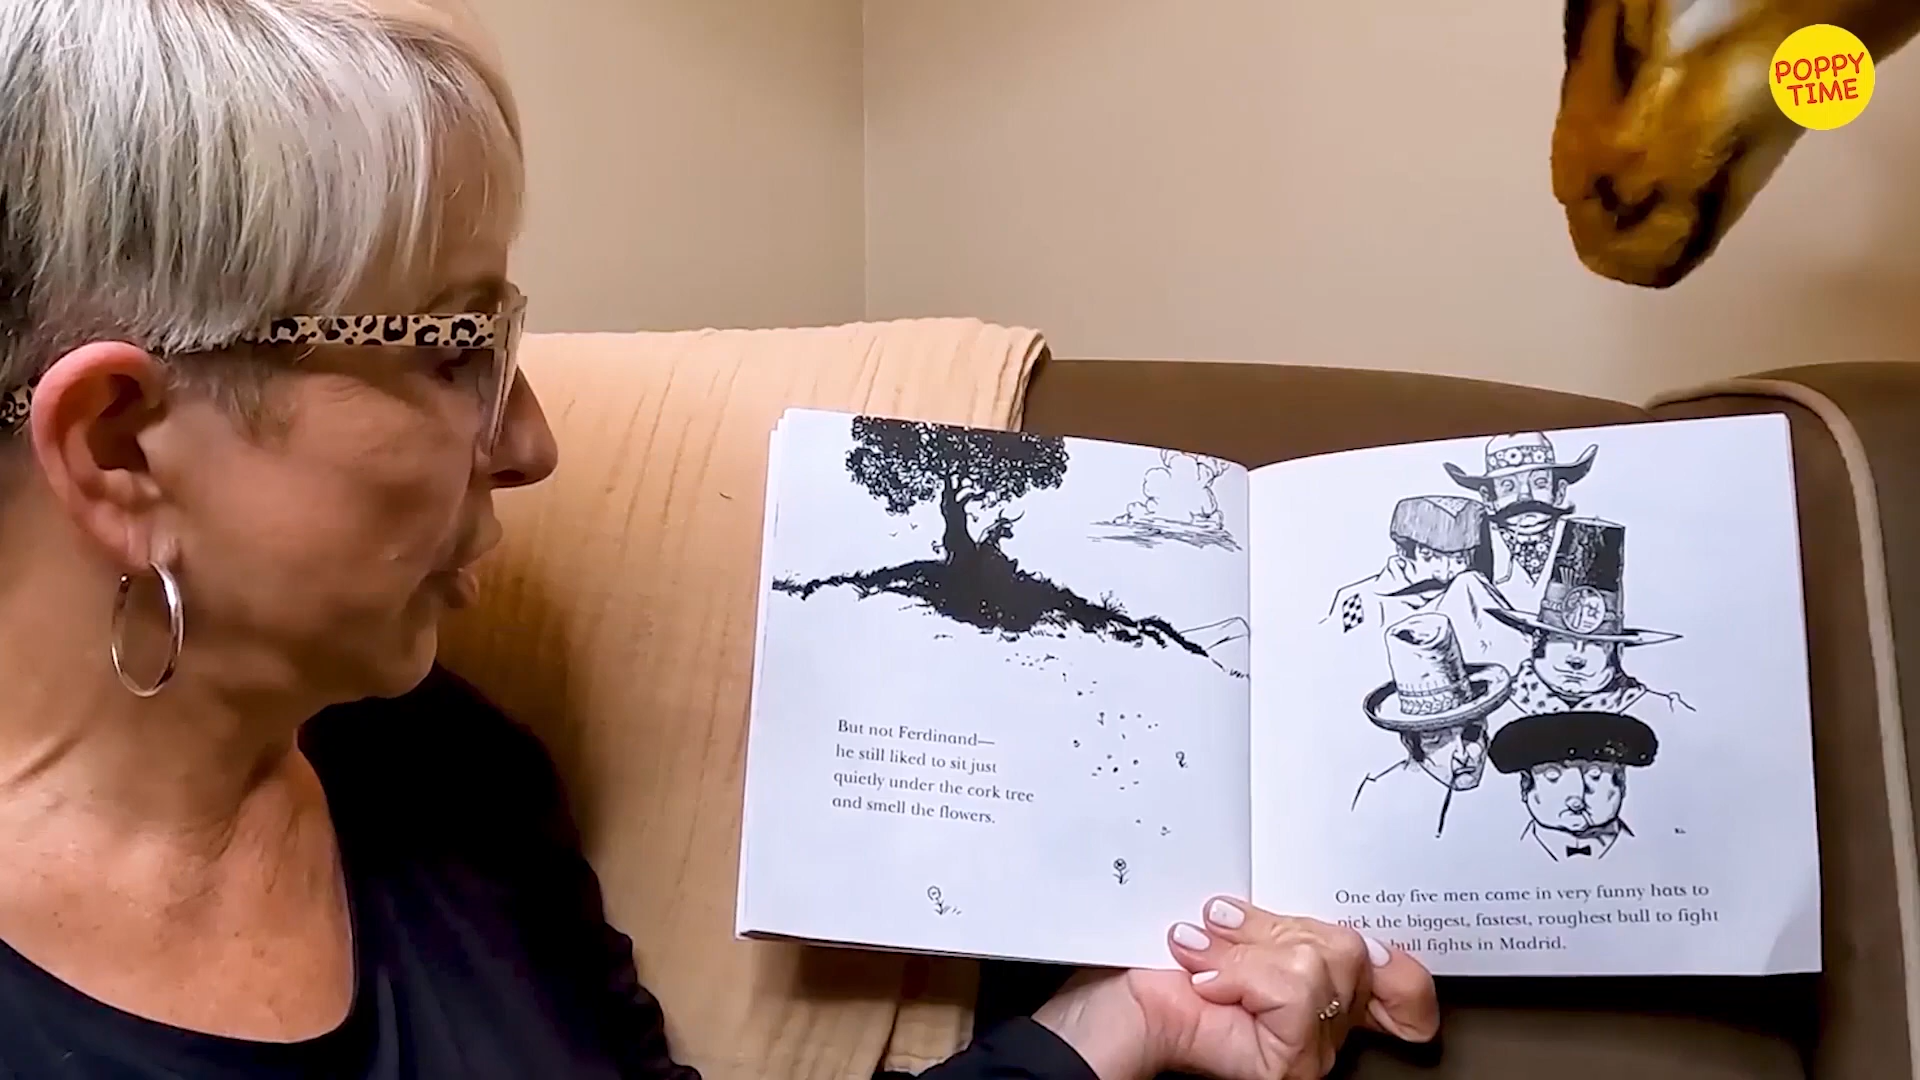 POPPY
TIME
But not Ferdinand—
he still liked to sit just
quietly under the cork tree
and smell the flowers.
One day five men came in very funny hats to
pick the biggest, fastest, roughest bull to fight
bull fights in Madrid.